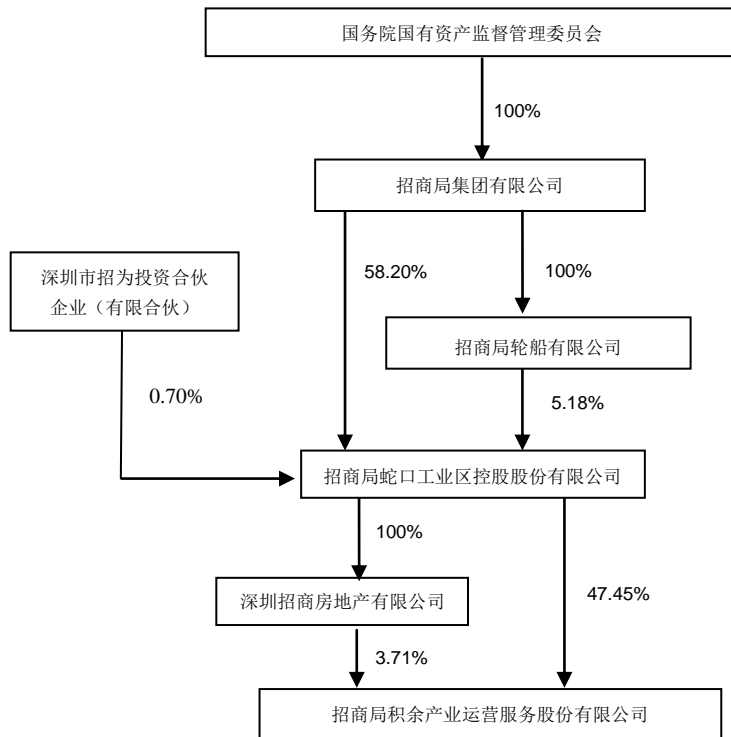 国务院国有资产监督管理委员会
100%
招商局集团有限公司
58.20%
100%
深圳市招为投资合伙
企业（有限合伙）
招商局轮船有限公司
0.70%
5.18%
招商局蛇口工业区控股股份有限公司
100%
47.45%
深圳招商房地产有限公司
3.71%
招商局积余产业运营服务股份有限公司